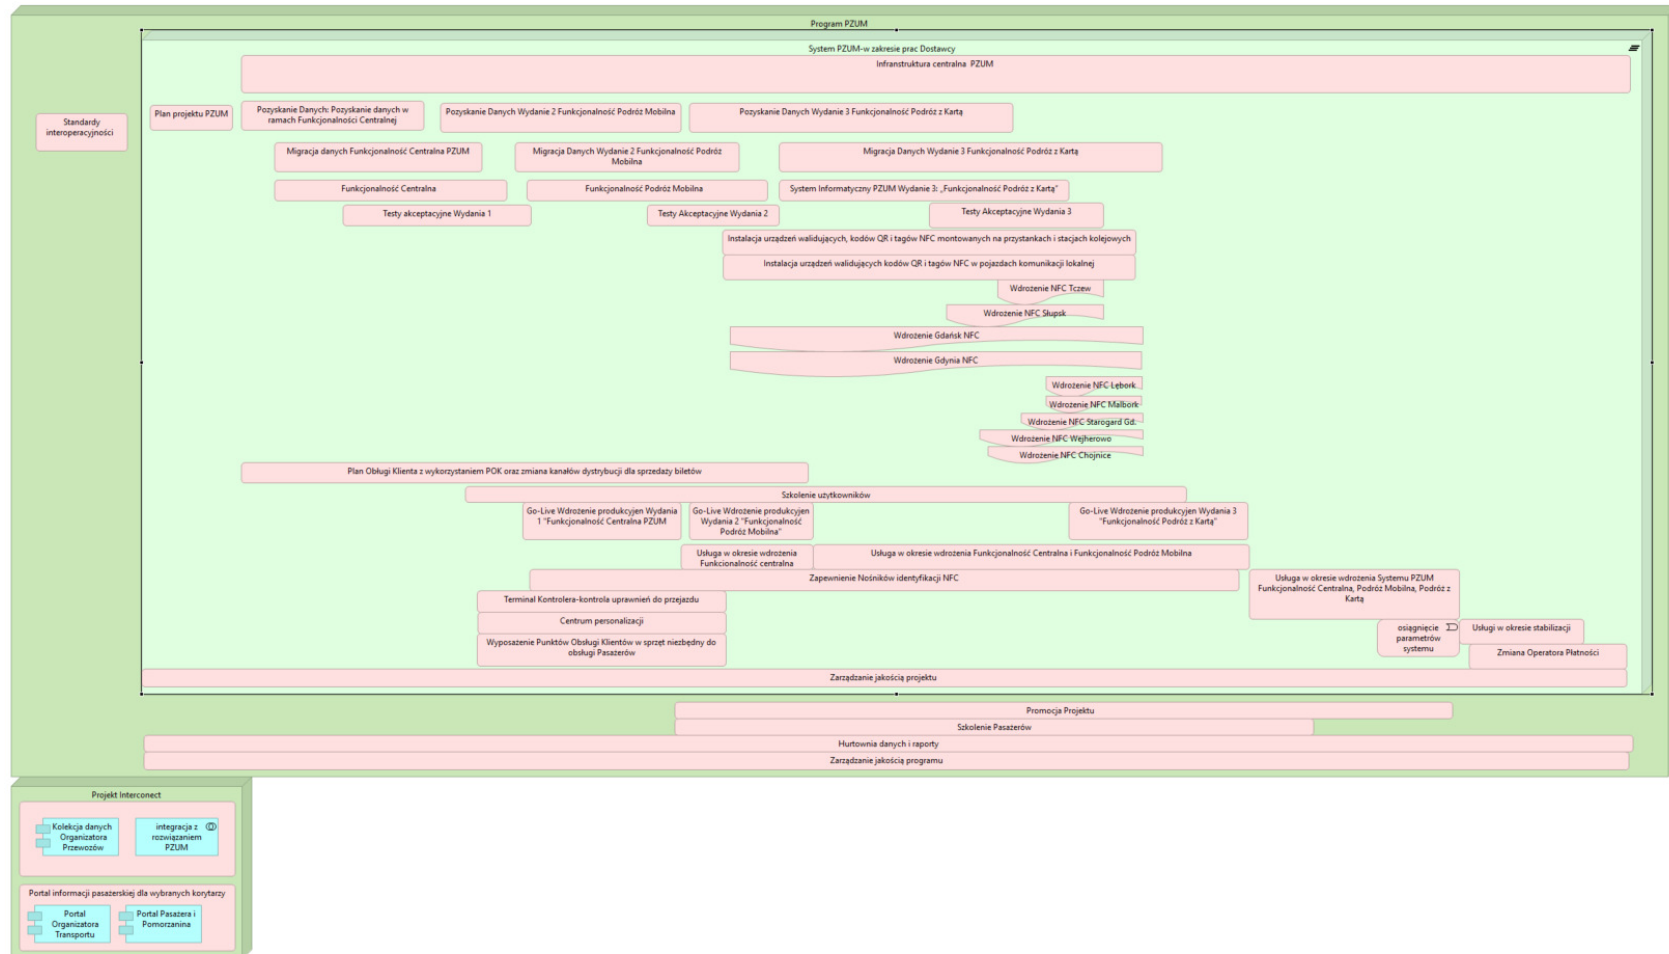 Program PZUM
System PZUM-w zakresie prac Dostawcy
Infranstruktura centralna PZUM
Standardy
interoperacyjności
Plan projektu PZUM
Pozyskanie Danych: Pozyskanie danych w
ramach Funkcjonalności Centralnej
Pozyskanie Danych Wydanie 2 Funkcjonalność Podróż Mobilna
Pozyskanie Danych Wydanie 3 Funkcjonalność Podróż z Kartą
Migracja danych Funkcjonalność Centralna PZUM
Migracja Danych Wydanie 2 Funkcjonalność Podróż
Mobilna
Migracja Danych Wydanie 3 Funkcjonalność Podróż z Kartą
Funkcjonalność Centralna
Funkcjonalność Podróż Mobilna
System Informatyczny PZUM Wydanie 3: „Funkcjonalność Podróż z Kartą"
Testy akceptacyjne Wydania 1
Testy Akceptacyjne Wydania 2
Testy Akceptacyjne Wydania 3
Instalacja urządzeń walidujących, kodów QR i tagów NFC montowanych na przystankach i stacjach kolejowych
Instalacja urządzeń walidujących kodów QR i tagów NFC w pojazdach komunikacji lokalnej
Wdrożenie NFC Tczew
Wdrożenie NFC Słupsk
Wdrożenie Gdańsk NFC
Wdrożenie Gdynia NFC
Wdrożenie NFC Lębork
Wdrożenie NFC Malbork
Wdrożenie NFC Starogard Gd.
Wdrożenie NFC Wejherowo
Wdrożenie NFC Chojnice
Plan Obługi Klienta z wykorzystaniem POK oraz zmiana kanałów dystrybucji dla sprzedaży biletów
Szkolenie uzytkowników
Go-Live Wdrożenie produkcyjen Wydania
1 "Funkcjonalność Centralna PZUM
Go-Live Wdrożenie produkcyjen
Wydania 2 "Funkcjonalność
Podróż Mobilna"
Go-Live Wdrożenie produkcyjen Wydania 3
"Funkcjonalność Podróż z Kartą"
Usługa w okresie wdrożenia
Funkcionalność centralna
Usługa w okresie wdrożenia Funkcjonalność Centralna i Funkcjonalność Podróż Mobilna
Zapewnienie Nośników identyfikacji NFC
Usługa w okresie wdrożenia Systemu PZUM
Funkcjonalność Centralna, Podróż Mobilna, Podróż z
Kartą
Terminal Kontrolera-kontrola uprawnień do przejazdu
Centrum personalizacji
Wyposażenie Punktów Obsługi Klientów w sprzęt niezbędny do
obsługi Pasażerów
osiągnięcie
parametrów
systemu
Usługi w okresie stabilizacji
Zmiana Operatora Płatności
Zarządzanie jakością projektu
Promocja Projektu
Szkolenie Pasażerów
Hurtownia danych i raporty
Zarządzanie jakością programu
Projekt Interconect
Kolekcja danych
Organizatora
Przewozów
integracja z
rozwiązaniem
PZUM
Portal informacji pasażerskiej dla wybranych korytarzy
Portal
Organizatora
Transportu
Portal Pasażera i
Pomorzanina